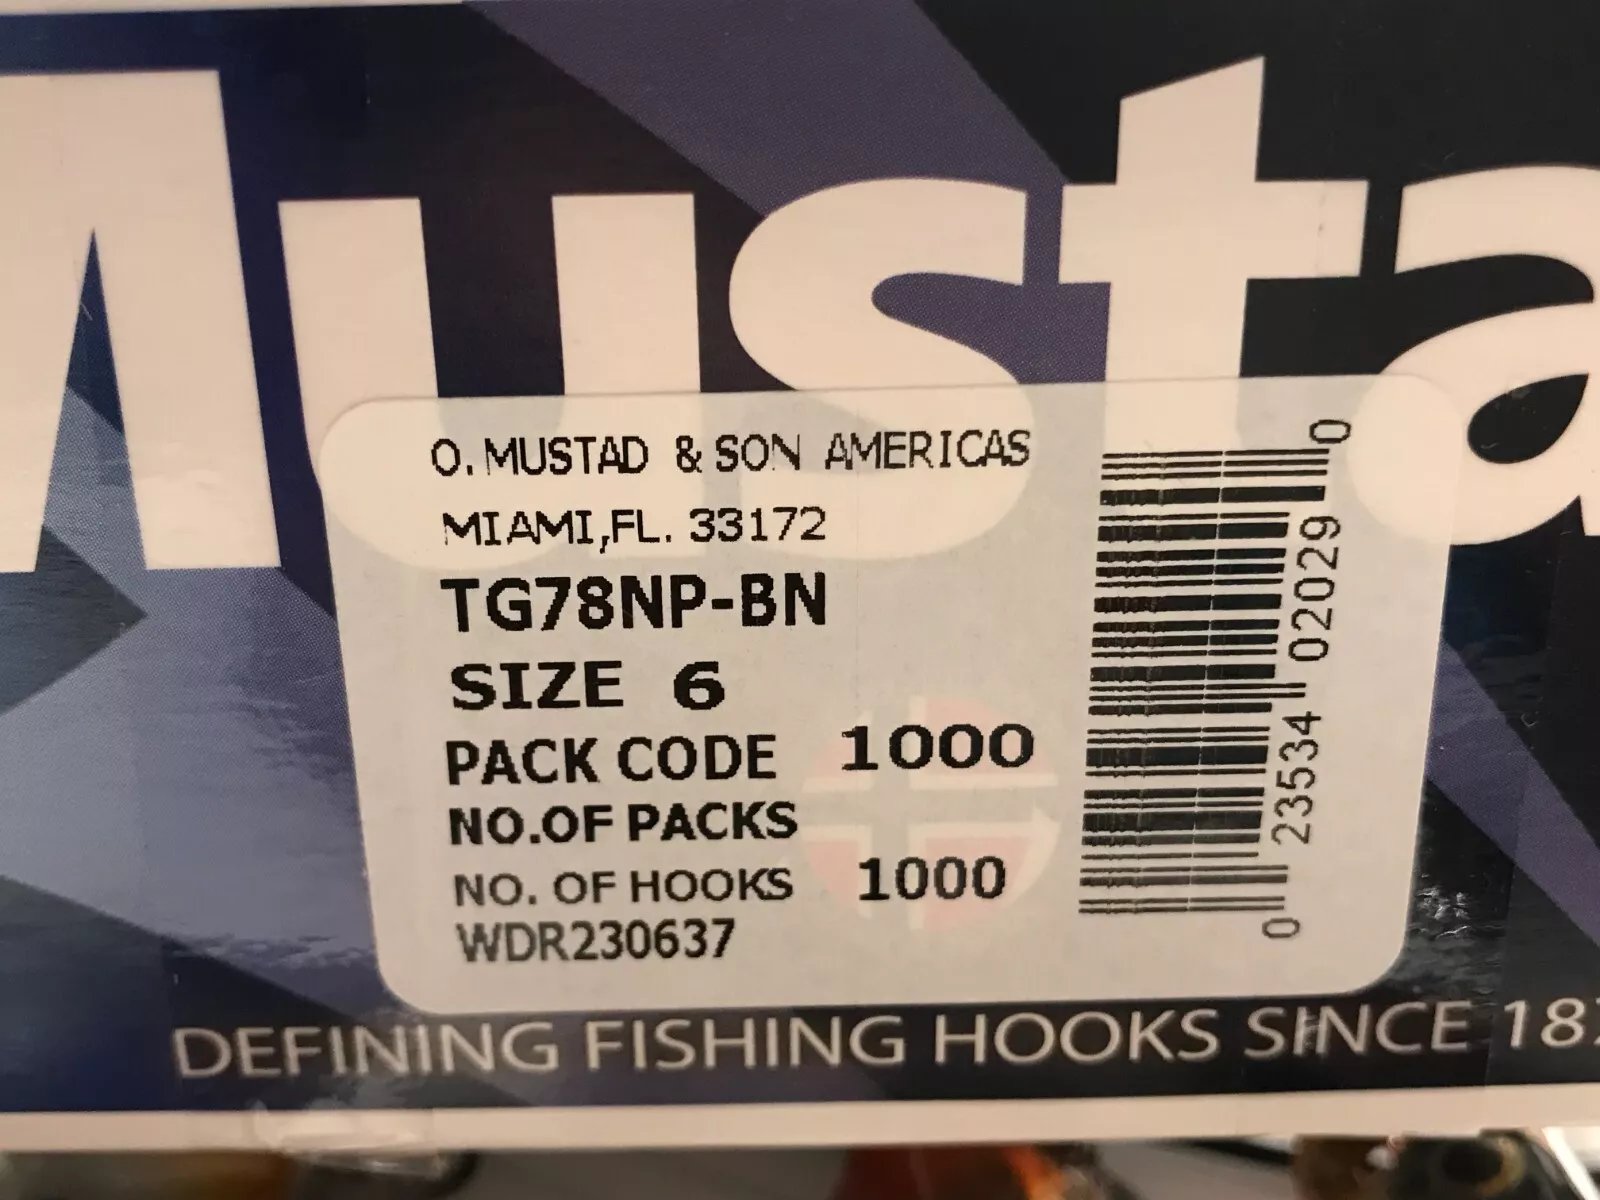 Musta
O. MUSTAD & SON AMERICAS
MIAMI,FL. 33172
TG78NP-BN
SIZE 6
PACK CODE 1000
NO.OF PACKS
NO. OF HOOKS 1000
WDR230637
0 23534 02029 0
DEFINING FISHING HOOKS SINCE 18